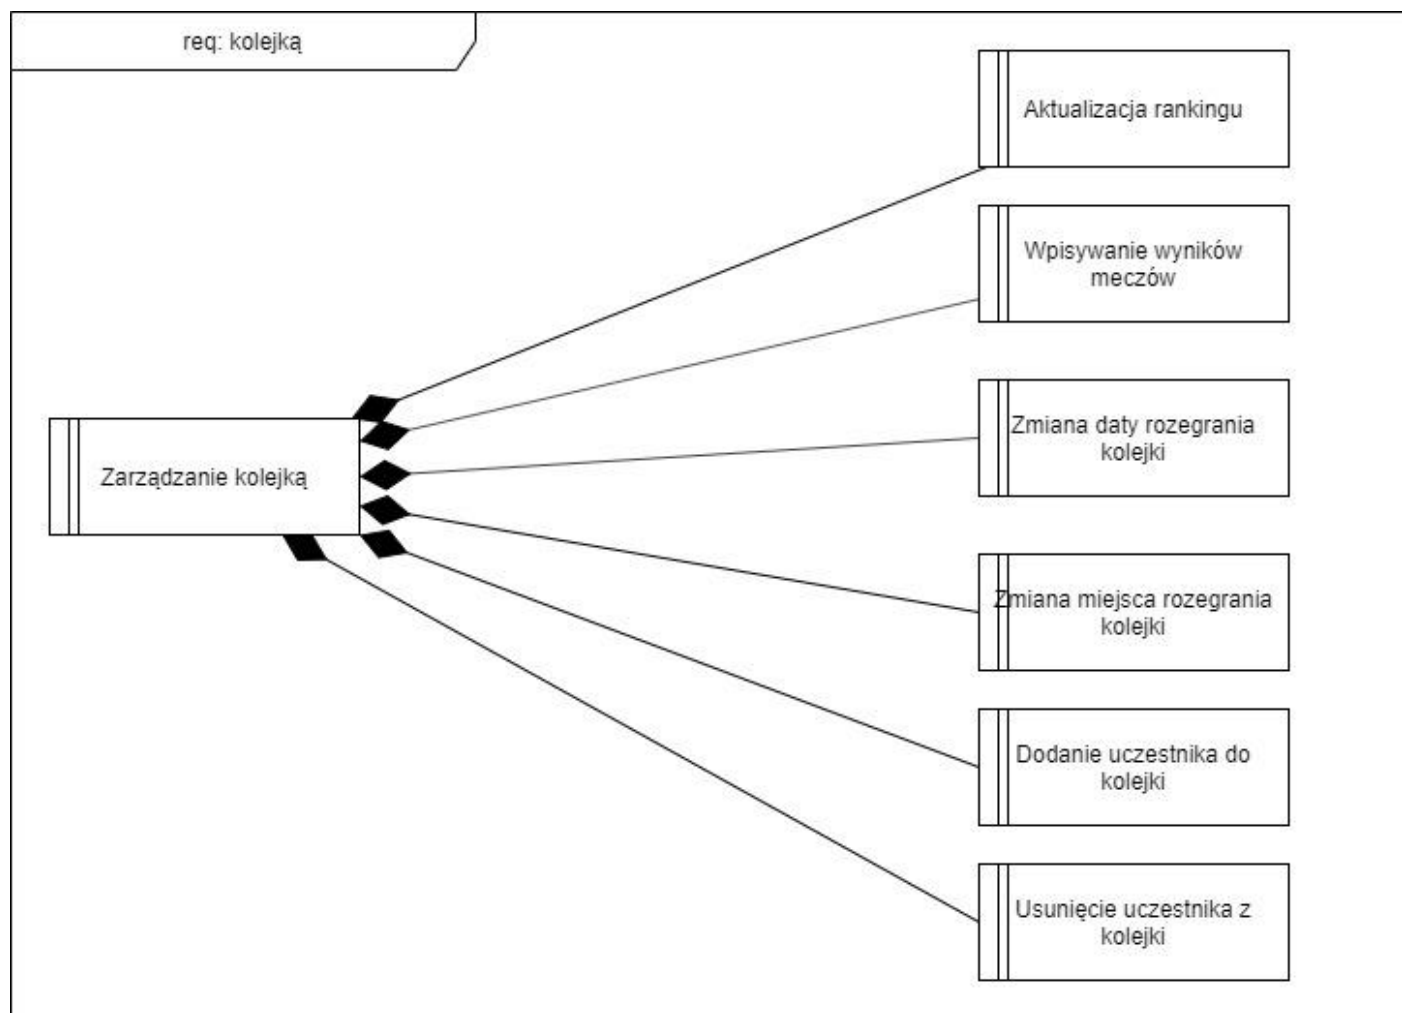 req: kolejką
Aktualizacja rankingu
Wpisywanie wyników
meczów
Zmiana daty rozegrania
kolejki
Zarządzanie kolejką
Zmiana miejsca rozegrania
kolejki
Dodanie uczestnika do
kolejki
Usunięcie uczestnika z
kolejki